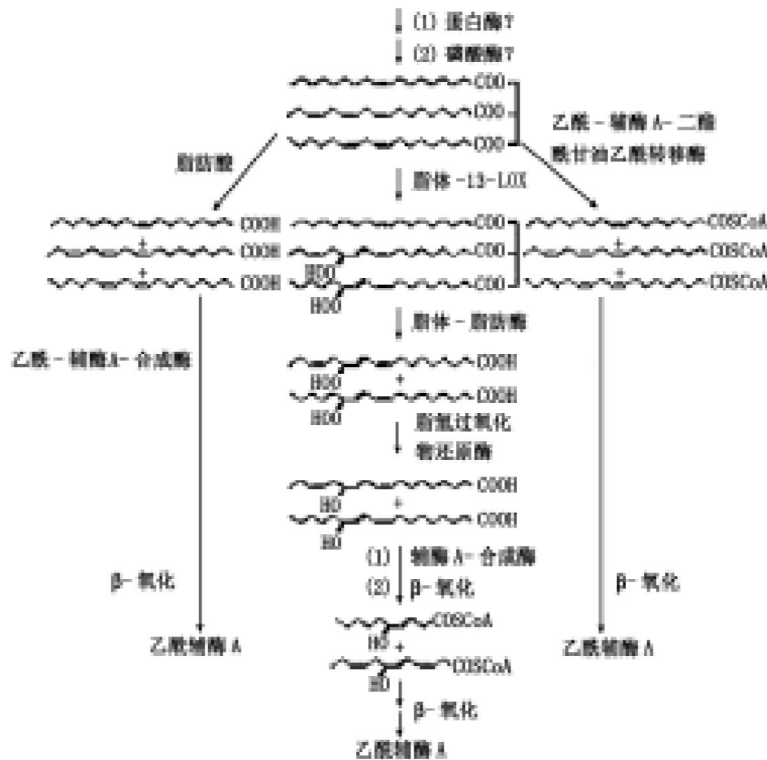 (1) 蛋白酶?
(2) 磷酸酶?
COO
COO
COO
乙酰-辅酶A-二酯
酰甘油乙酰转移酶
脂肪酸
脂体-13-LOX
COOH
COO
COSCoA
+
COOH
HOO
COO
COSCoA
+
COOH
HOO
COO
COSCoA
脂体-脂肪酶
乙酰-辅酶A-合成酶
COOH
HOO
+
COOH
HOO
脂氢过氧化
物还原酶
COOH
HO
+
COOH
HO
(1) 辅酶A-合成酶
(2) β-氧化
β-氧化
β-氧化
COSCoA
HO
+
COSCoA
HO
乙酰辅酶A
乙酰辅酶A
β-氧化
乙酰辅酶A